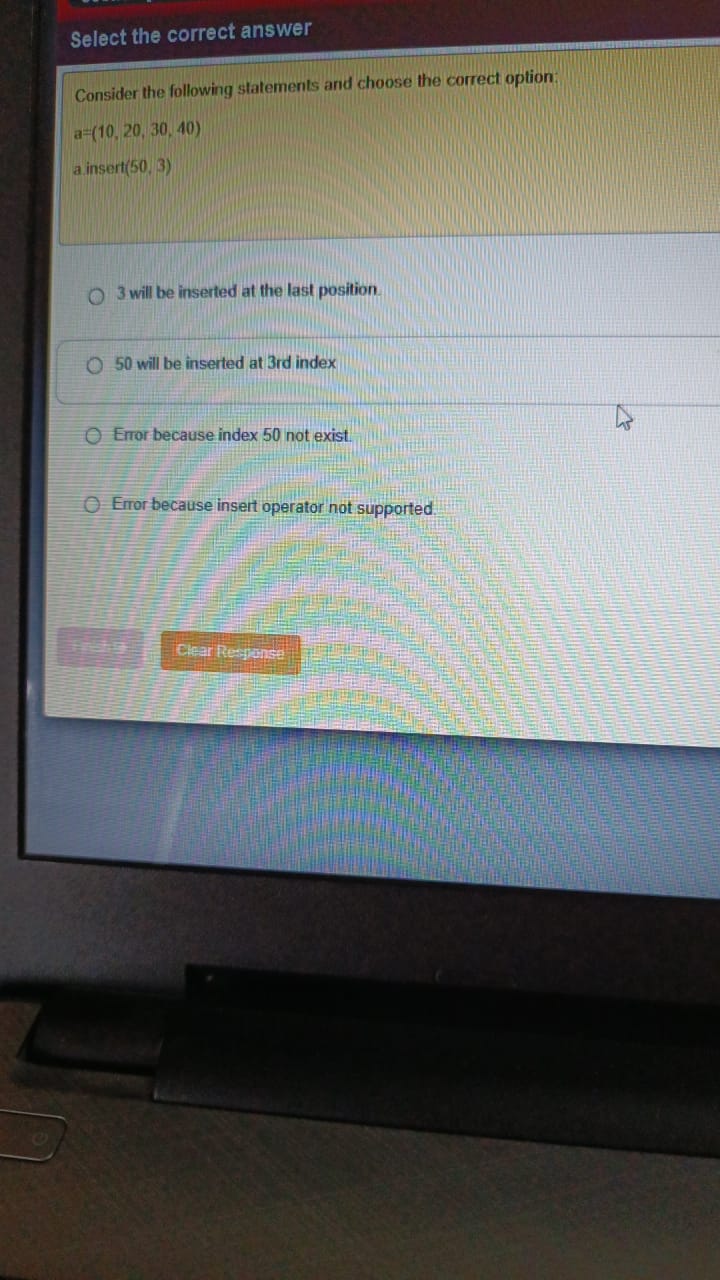 Select the correct answer
Consider the following statements and choose the correct option:
a=(10, 20, 30, 40)
a.insert(50, 3)
3 will be inserted at the last position.
50 will be inserted at 3rd index
Error because index 50 not exist.
Error because insert operator not supported.
Clear Response